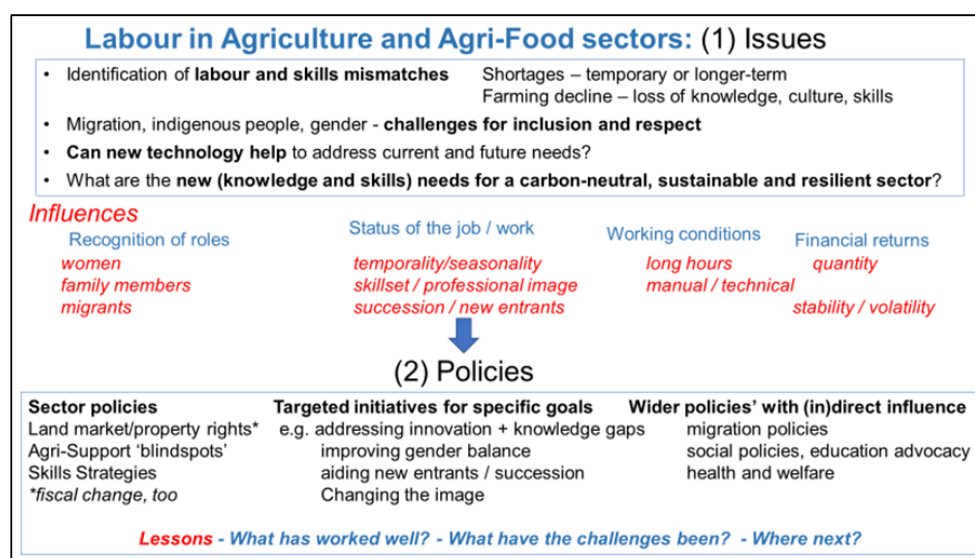 Labour in Agriculture and Agri-Food sectors: (1) Issues
• Identification of labour and skills mismatches
Shortages – temporary or longer-term
Farming decline – loss of knowledge, culture, skills
• Migration, indigenous people, gender - challenges for inclusion and respect
• Can new technology help to address current and future needs?
• What are the new (knowledge and skills) needs for a carbon-neutral, sustainable and resilient sector?
Influences
Recognition of roles
women
family members
migrants
Status of the job / work
temporality/seasonality
skillset / professional image
succession / new entrants
Working conditions
long hours
manual / technical
Financial returns
quantity
stability / volatility
(2) Policies
Sector policies
Land market/property rights*
Agri-Support ‘blindspots’
Skills Strategies
*fiscal change, too
Targeted initiatives for specific goals
e.g. addressing innovation + knowledge gaps
improving gender balance
aiding new entrants / succession
Changing the image
Wider policies’ with (in)direct influence
migration policies
social policies, education advocacy
health and welfare
Lessons - What has worked well? - What have the challenges been? - Where next?